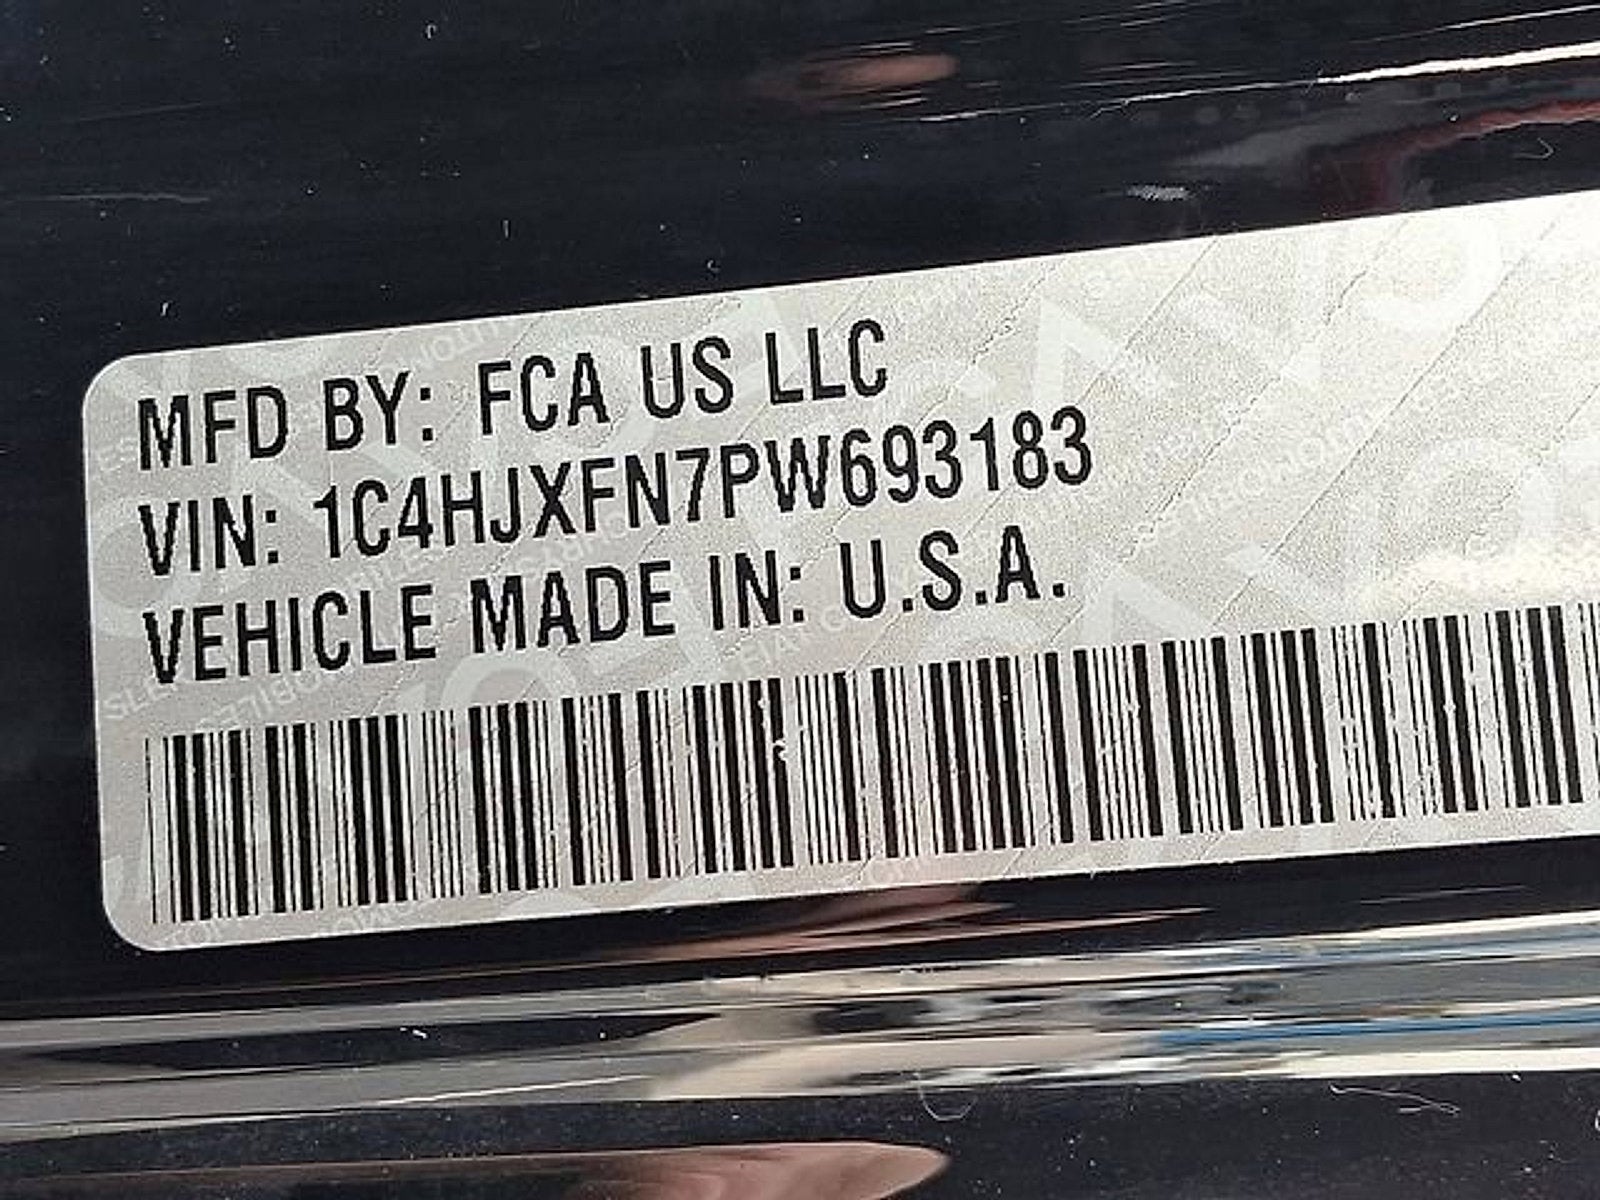 MFD BY: FCA US LLC
VIN: 1C4HJXFN7PW693183
VEHICLE MADE IN: U.S.A.